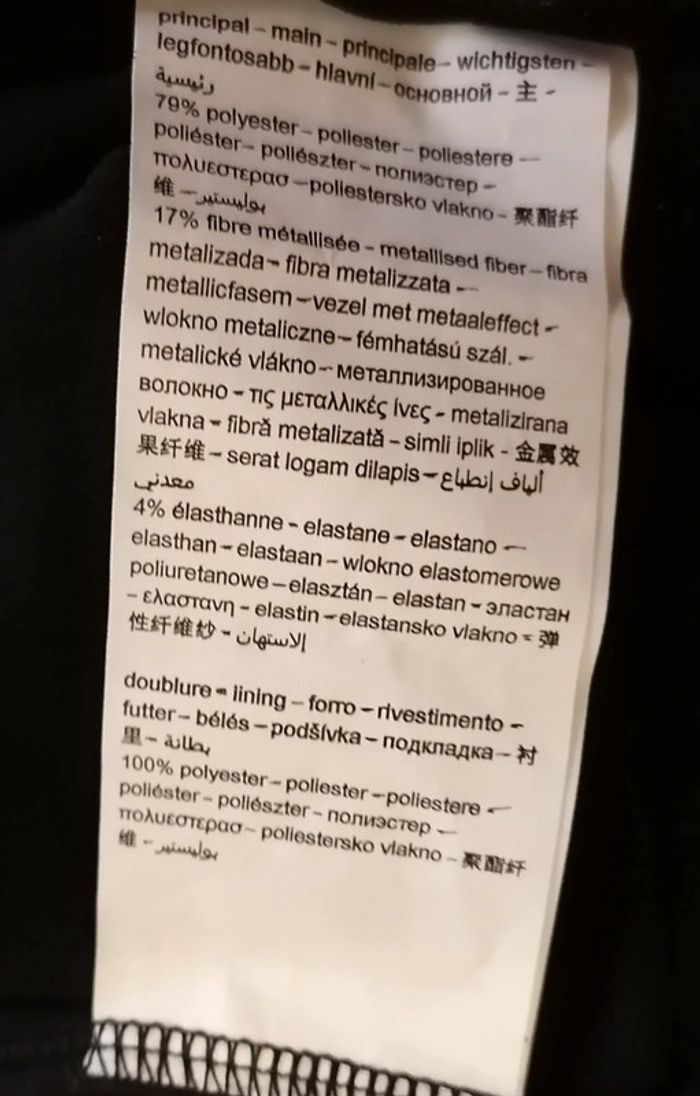 principal – main – principale – wichtigsten –
legfontosabb – hlavní – основной – 主 -
رئيسية
79% polyester – poliester – poliestere –
poliéster – poliészter – полиэстер –
πολυεστερασ – poliestersko vlakno - 聚酯纤
维 – بوليستير
17% fibre métallisée – metallised fiber – fibra
metalizada – fibra metalizzata –
metallicfasern – vezel met metaaleffect –
wlokno metaliczne – fémhatású szál. –
metalické vlákno – металлизированное
волокно – τις μεταλλικές ίνες - metalizirana
vlakna – fibră metalizată – simli iplik - 金属效
果纤维 – serat logam dilapis – ألياف إنطباع
معدني
4% élasthanne – elastane – elastano –
elasthan – elastaan – wlokno elastomerowe
poliuretanowe – elasztán – elastan – эластан
– ελαστανη - elastin – elastansko vlakno - 弹
性纤维纱 - الاستهان
doublure – lining – forro – rivestimento –
futter – bélés – podšívka – подкладка – 衬
里 – بطانة
100% polyester – poliester – poliestere –
poliéster – poliészter – полиэстер –
πολυεστερασ – poliestersko vlakno – 聚酯纤
维 – بوليستير